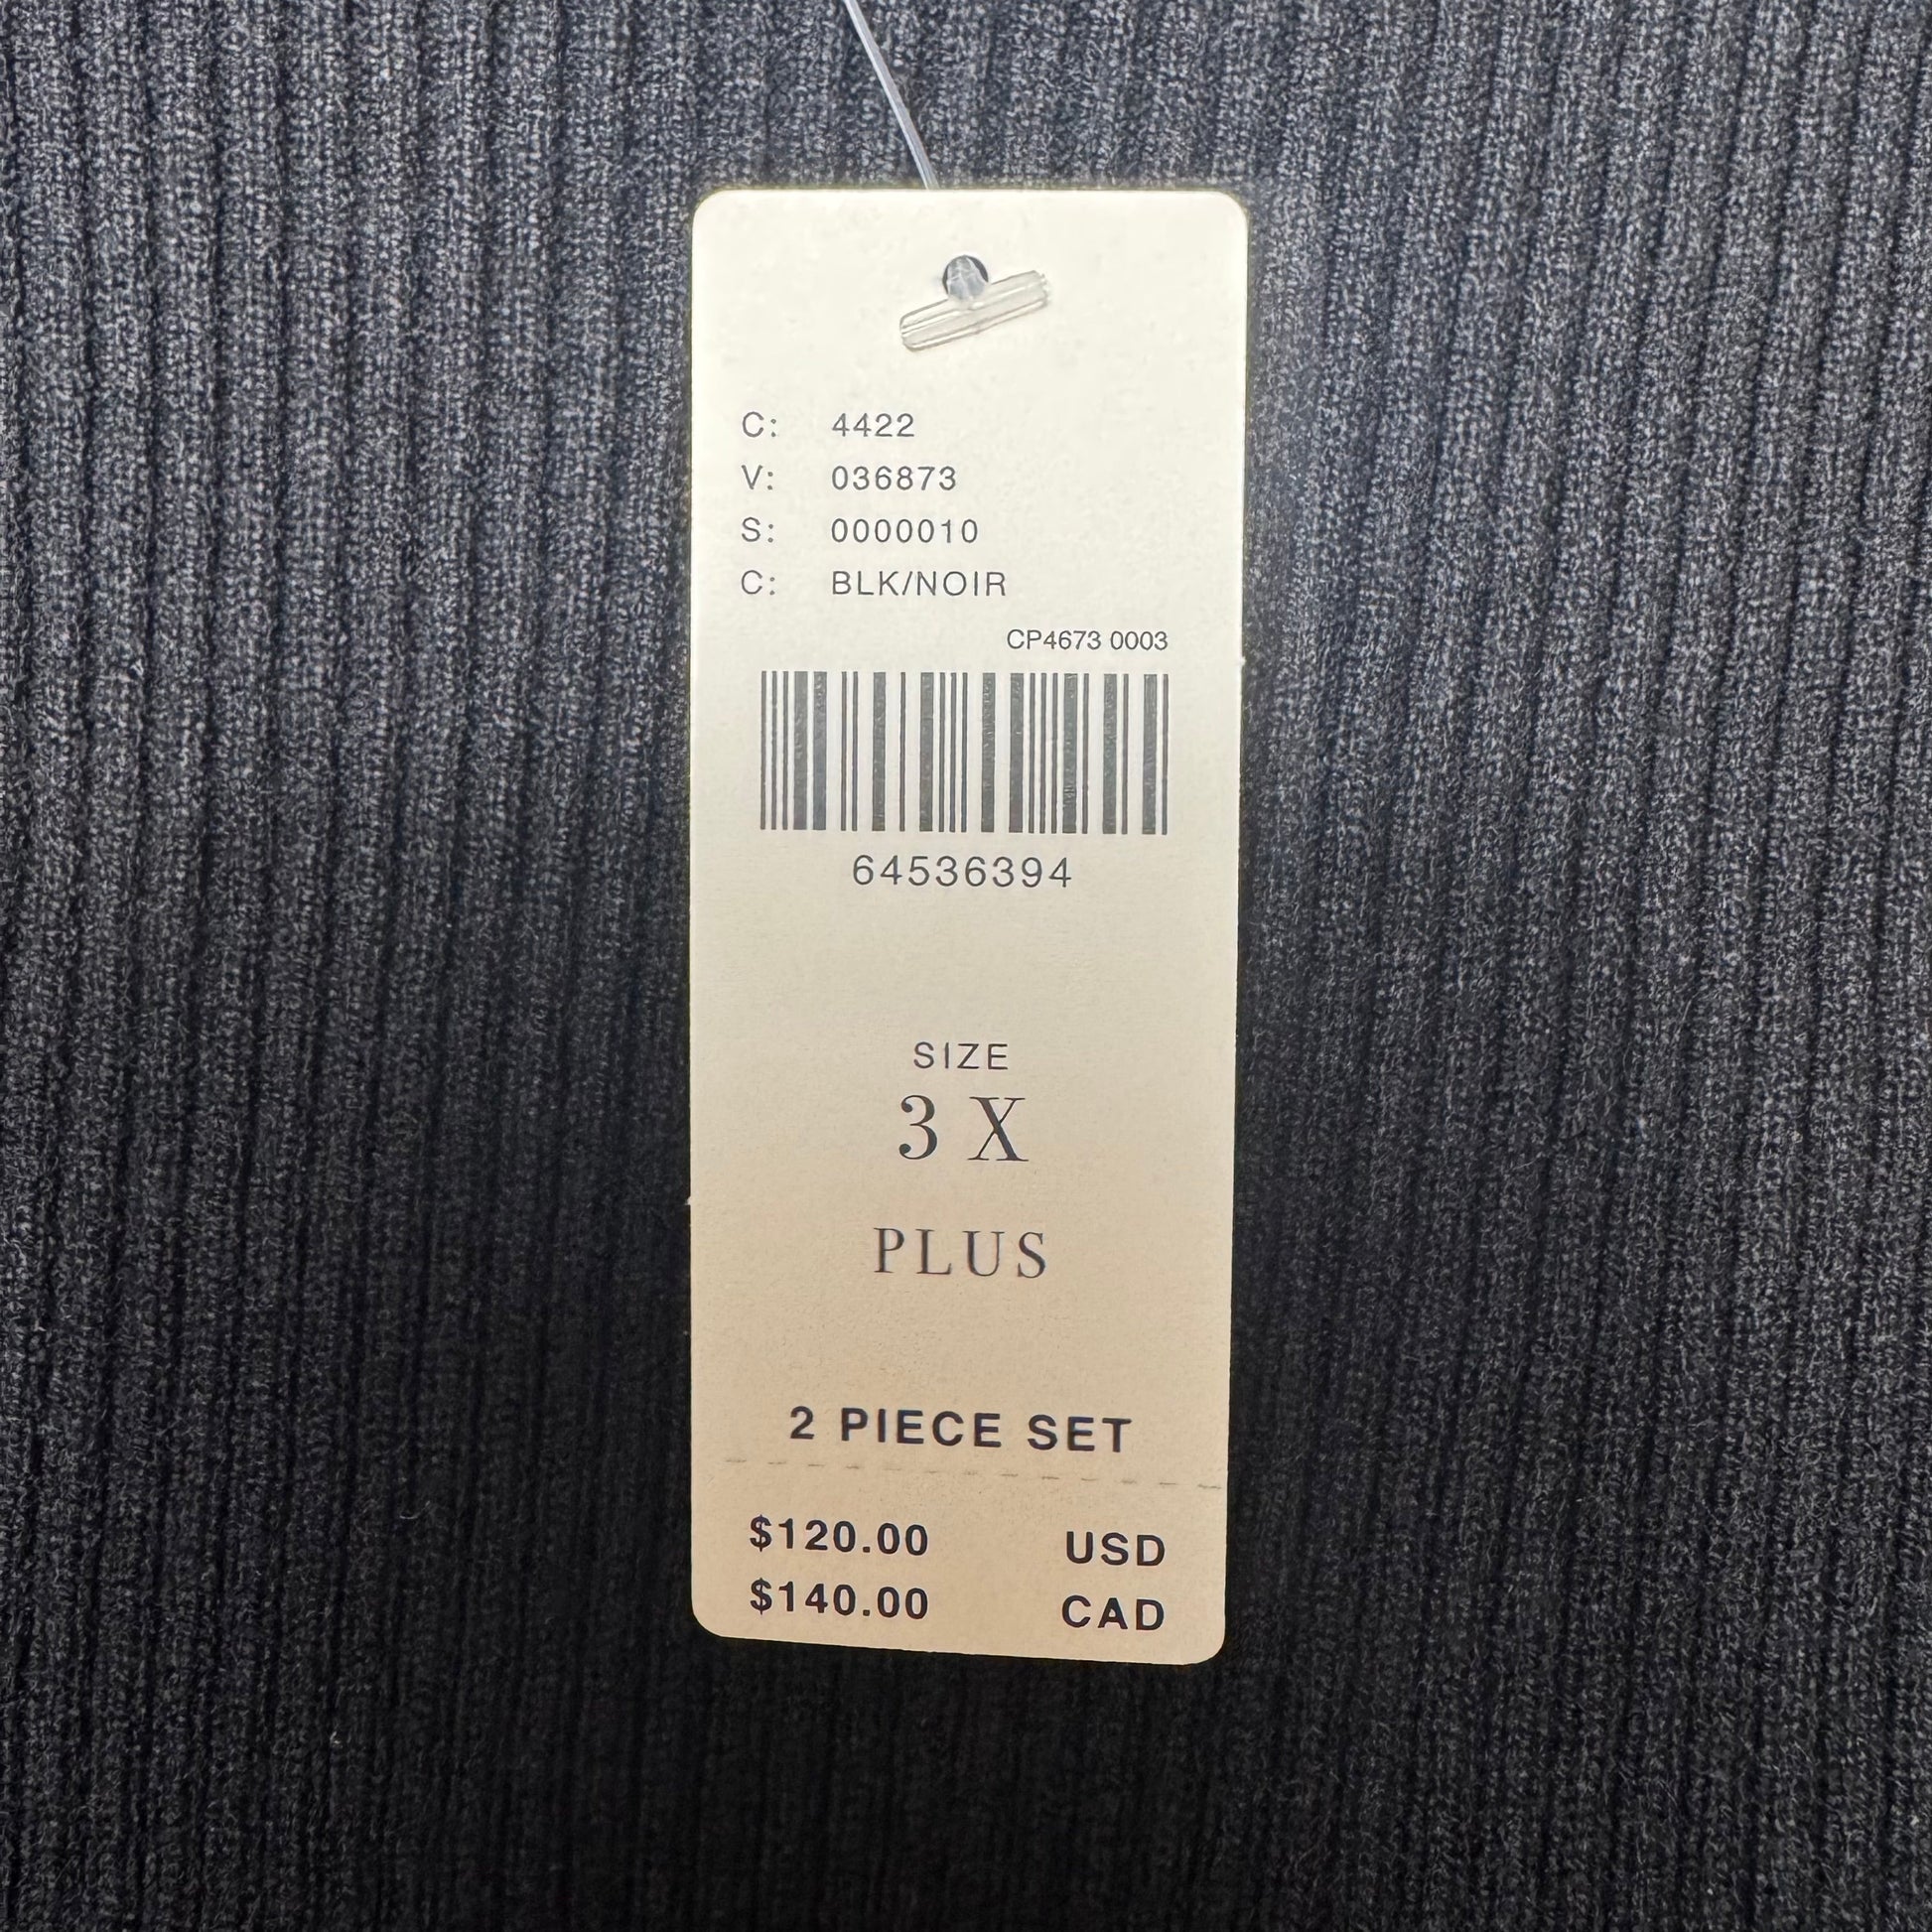 C: 4422
V: 036873
S: 0000010
C: BLK/NOIR
CP4673 0003
64536394
SIZE
3X
PLUS
2 PIECE SET
$120.00 USD
$140.00 CAD